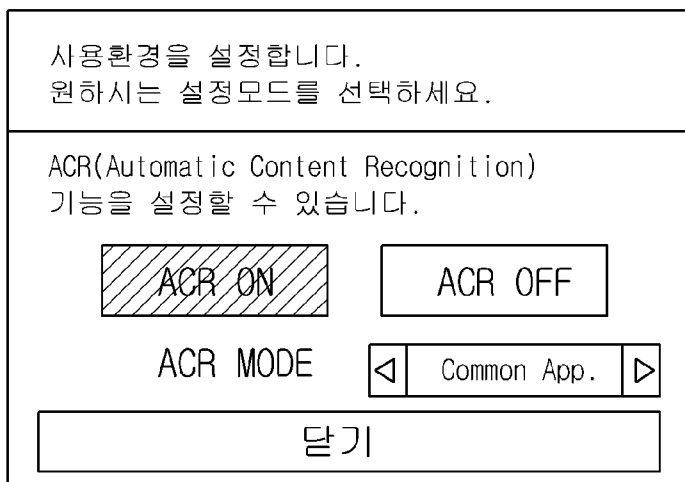 사용환경을 설정합니다.
원하시는 설정모드를 선택하세요.
ACR(Automatic Content Recognition)
기능을 설정할 수 있습니다.
ACR ON ACR OFF
ACR MODE Common App.
닫기